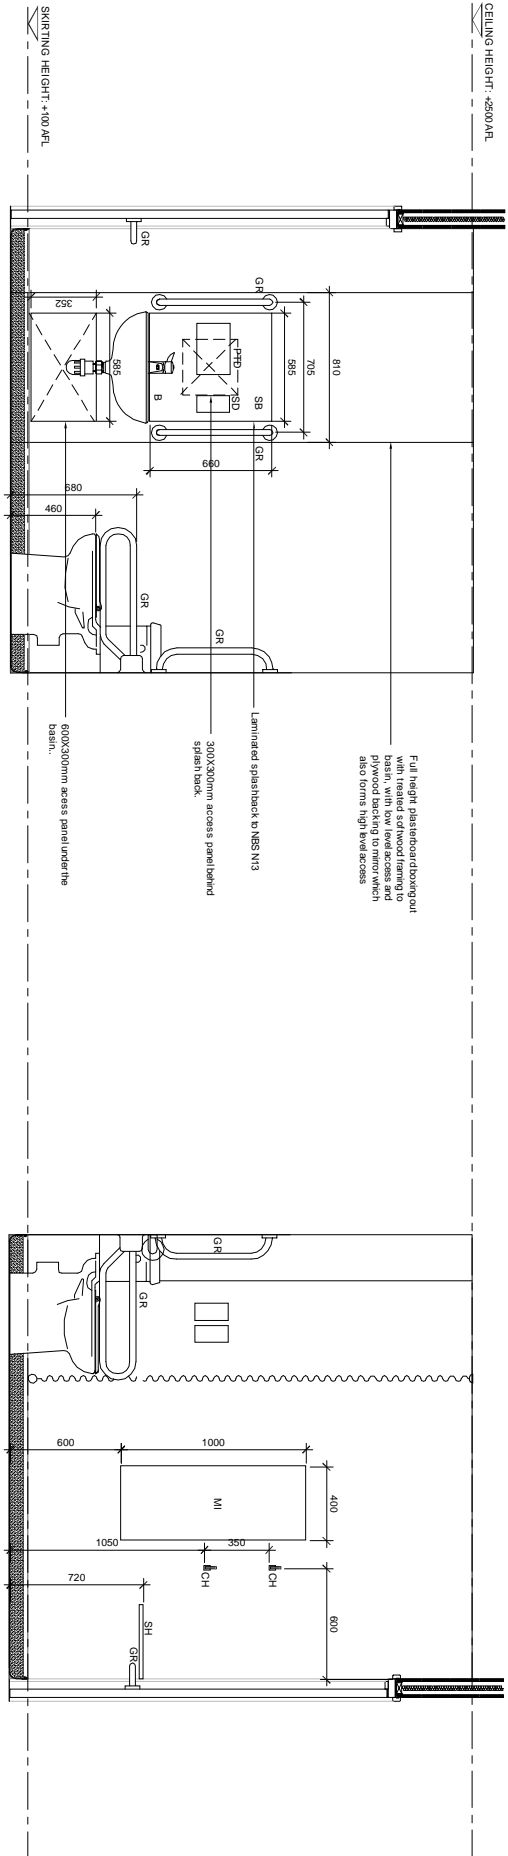 CEILING HEIGHT: +2500 AFL
SKIRTING HEIGHT: +100 AFL
GR
GR
GR
810
705
585
352
585
PTD
SD
SB
B
660
680
460
GR
GR
Full height plasterboard boxing out
with treated softwood framing to
basin, with low level access and
plywood backing to mirror which
also forms high level access
Laminated splashback to NBS N13
300X300mm access panel behind
splash back.
600X300mm acess panel under the
basin..
GR
GR
600
1000
400
MI
1050
350
CH
CH
600
720
SH
GR